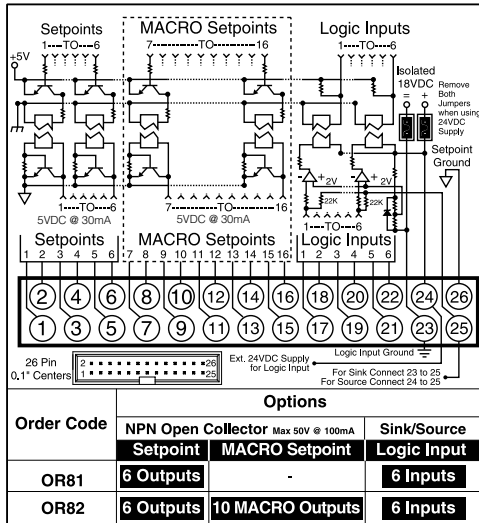 Setpoints
MACRO Setpoints
Logic Inputs
1----TO----6
7-------TO-------16
1----TO----6
+5V
Isolated
18VDC
= +
Remove
Both
Jumpers
when using
24VDC
Supply
Setpoint
Ground
+ 2V
+ 2V
22K
22K
1---TO---6
7-------TO-------16
1---TO---6
5VDC @ 30mA
5VDC @ 30mA
Setpoints
MACRO Setpoints
Logic Inputs
1 2 3 4 5 6 7 8 9 10 11 12 13 14 15 16 1 2 3 4 5 6
2 4 6 8 10 12 14 16 18 20 22 24 26
1 3 5 7 9 11 13 15 17 19 21 23 25
26 Pin
0.1" Centers
2 26
1 25
Ext. 24VDC Supply
for Logic Input
Logic Input Ground
For Sink Connect 23 to 25
For Source Connect 24 to 25
Order Code
Options
NPN Open Collector Max 50V @ 100mA
Sink/Source
Setpoint
MACRO Setpoint
Logic Input
OR81
6 Outputs
-
6 Inputs
OR82
6 Outputs
10 MACRO Outputs
6 Inputs